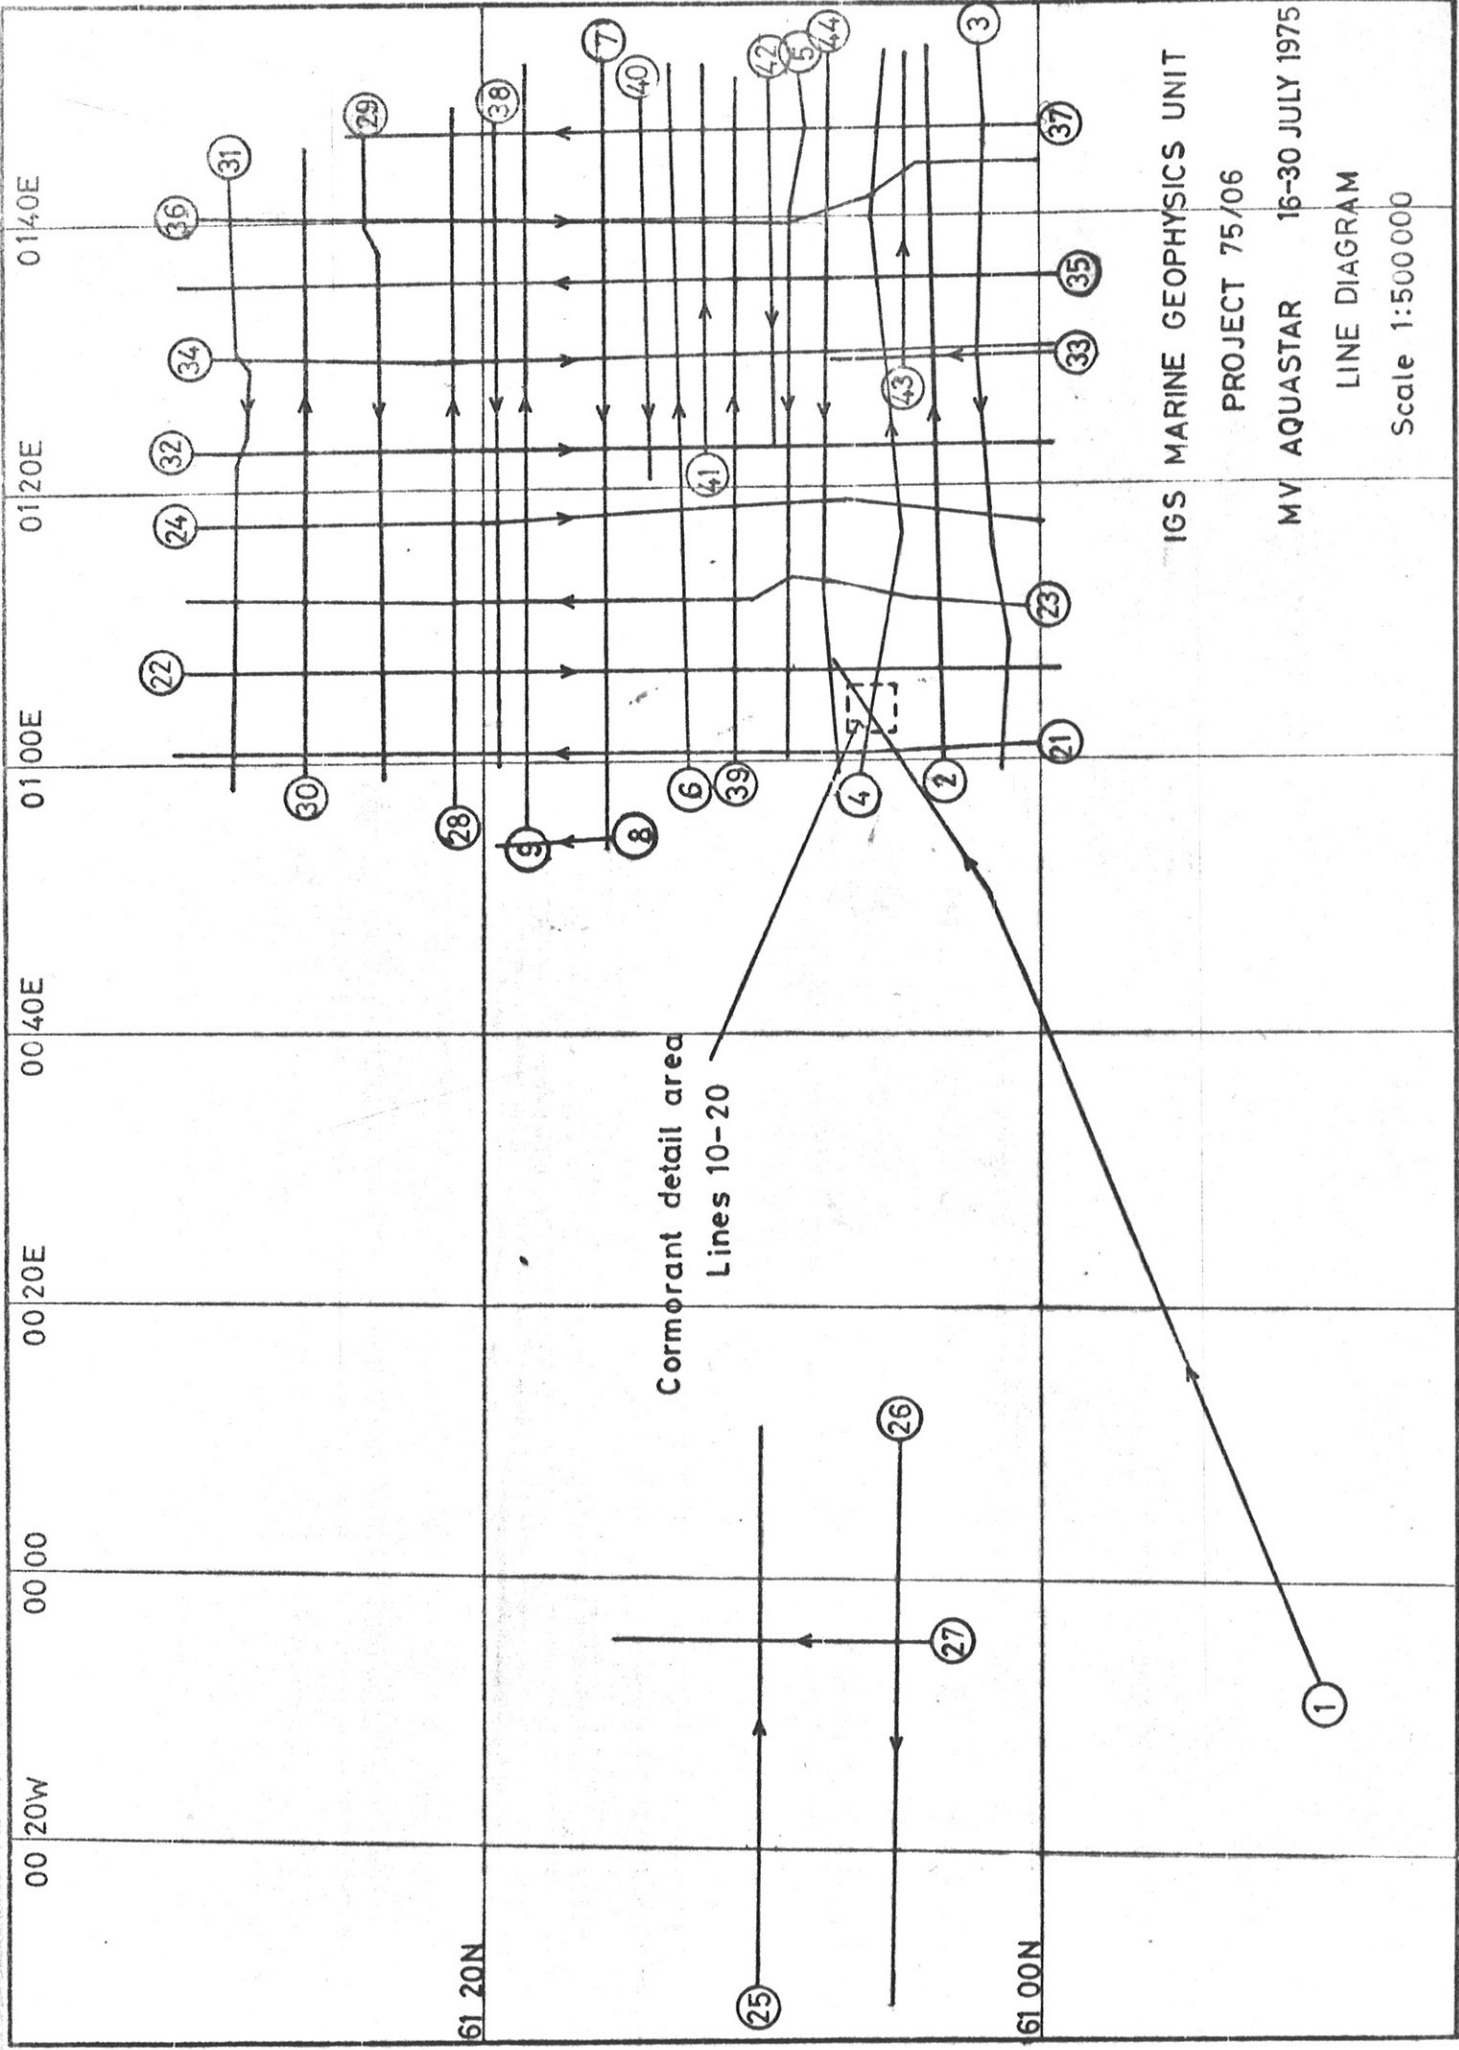 00 20W
00 00
00 20E
00 40E
01 00E
01 20E
01 40E
22
24
32
34
36
31
30
29
28
38
9
8
7
40
6
41
39
42
5
44
4
43
2
3
21
23
33
35
37
61 20N
Cormorant detail area
Lines 10-20
25
26
27
61 00N
1
IGS MARINE GEOPHYSICS UNIT
PROJECT 75/06
MV AQUASTAR 16-30 JULY 1975
LINE DIAGRAM
Scale 1:500000